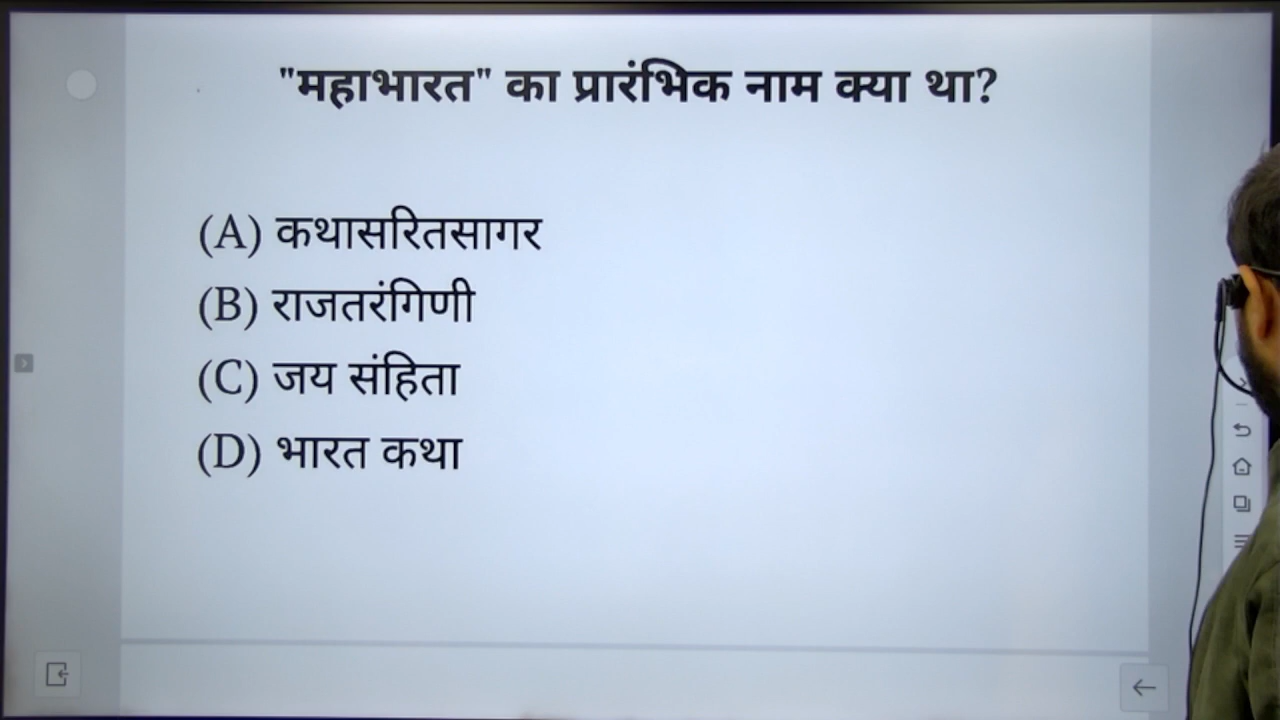 "महाभारत" का प्रारंभिक नाम क्या था?
(A) कथासरितसागर
(B) राजतरंगिणी
(C) जय संहिता
(D) भारत कथा